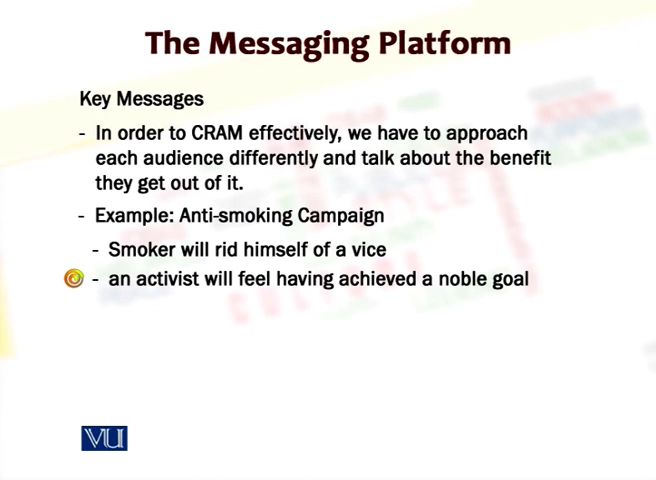 The Messaging Platform
Key Messages
- In order to CRAM effectively, we have to approach
each audience differently and talk about the benefit
they get out of it.
- Example: Anti-smoking Campaign
- Smoker will rid himself of a vice
- an activist will feel having achieved a noble goal
VU